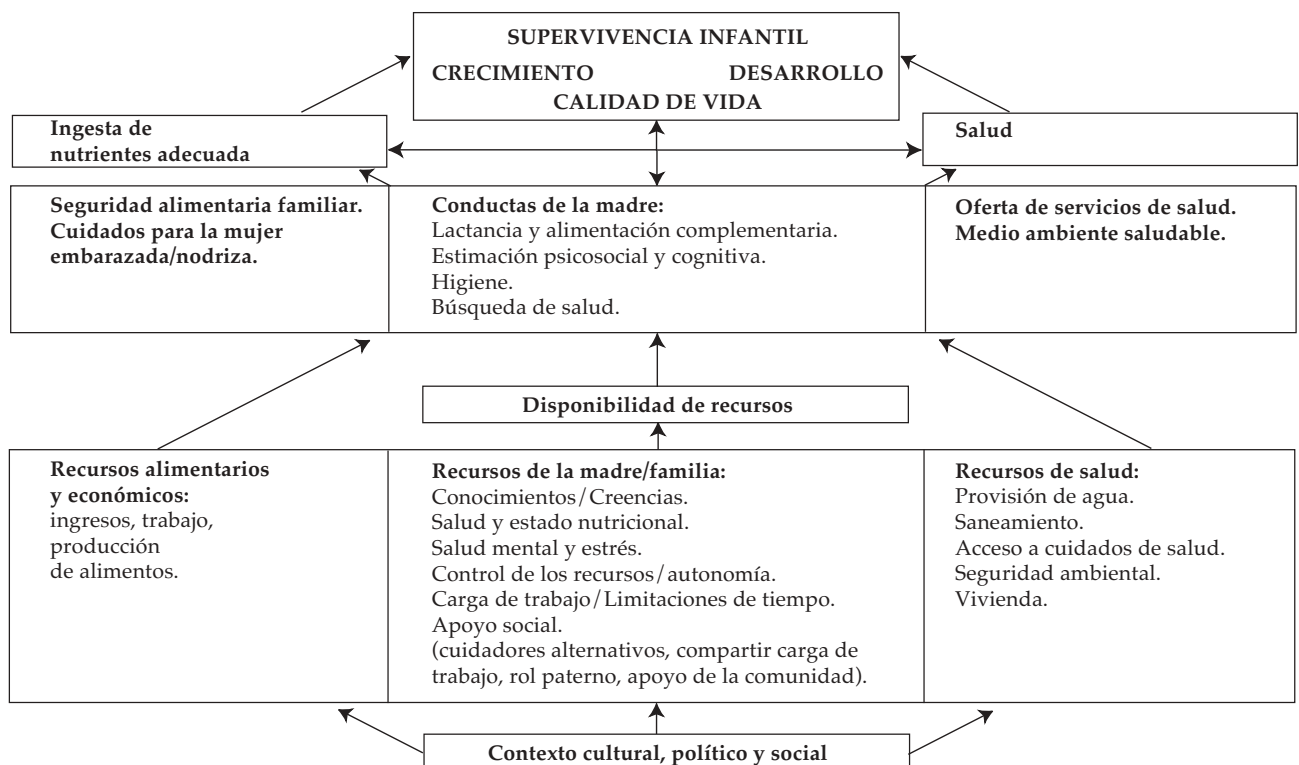 SUPERVIVENCIA INFANTIL
CRECIMIENTO DESARROLLO
CALIDAD DE VIDA
Ingesta de
nutrientes adecuada
Salud
Seguridad alimentaria familiar.
Cuidados para la mujer
embarazada/nodriza.
Conductas de la madre:
Lactancia y alimentación complementaria.
Estimación psicosocial y cognitiva.
Higiene.
Búsqueda de salud.
Oferta de servicios de salud.
Medio ambiente saludable.
Disponibilidad de recursos
Recursos alimentarios
y económicos:
ingresos, trabajo,
producción
de alimentos.
Recursos de la madre/familia:
Conocimientos/Creencias.
Salud y estado nutricional.
Salud mental y estrés.
Control de los recursos/autonomía.
Carga de trabajo/Limitaciones de tiempo.
Apoyo social.
(cuidadores alternativos, compartir carga de
trabajo, rol paterno, apoyo de la comunidad).
Recursos de salud:
Provisión de agua.
Saneamiento.
Acceso a cuidados de salud.
Seguridad ambiental.
Vivienda.
Contexto cultural, político y social